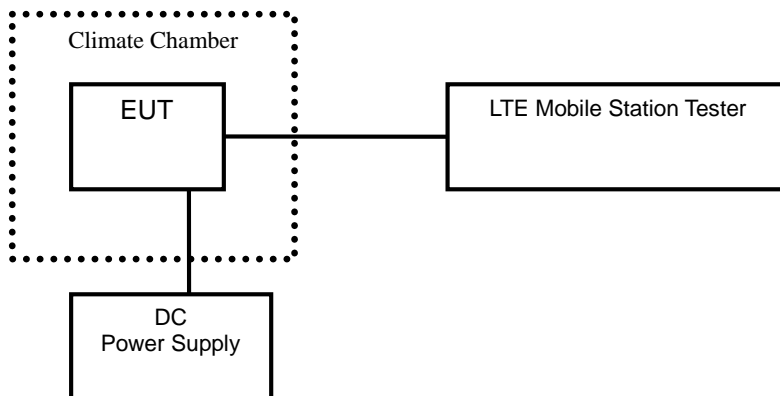 Climate Chamber
EUT
LTE Mobile Station Tester
DC
Power Supply